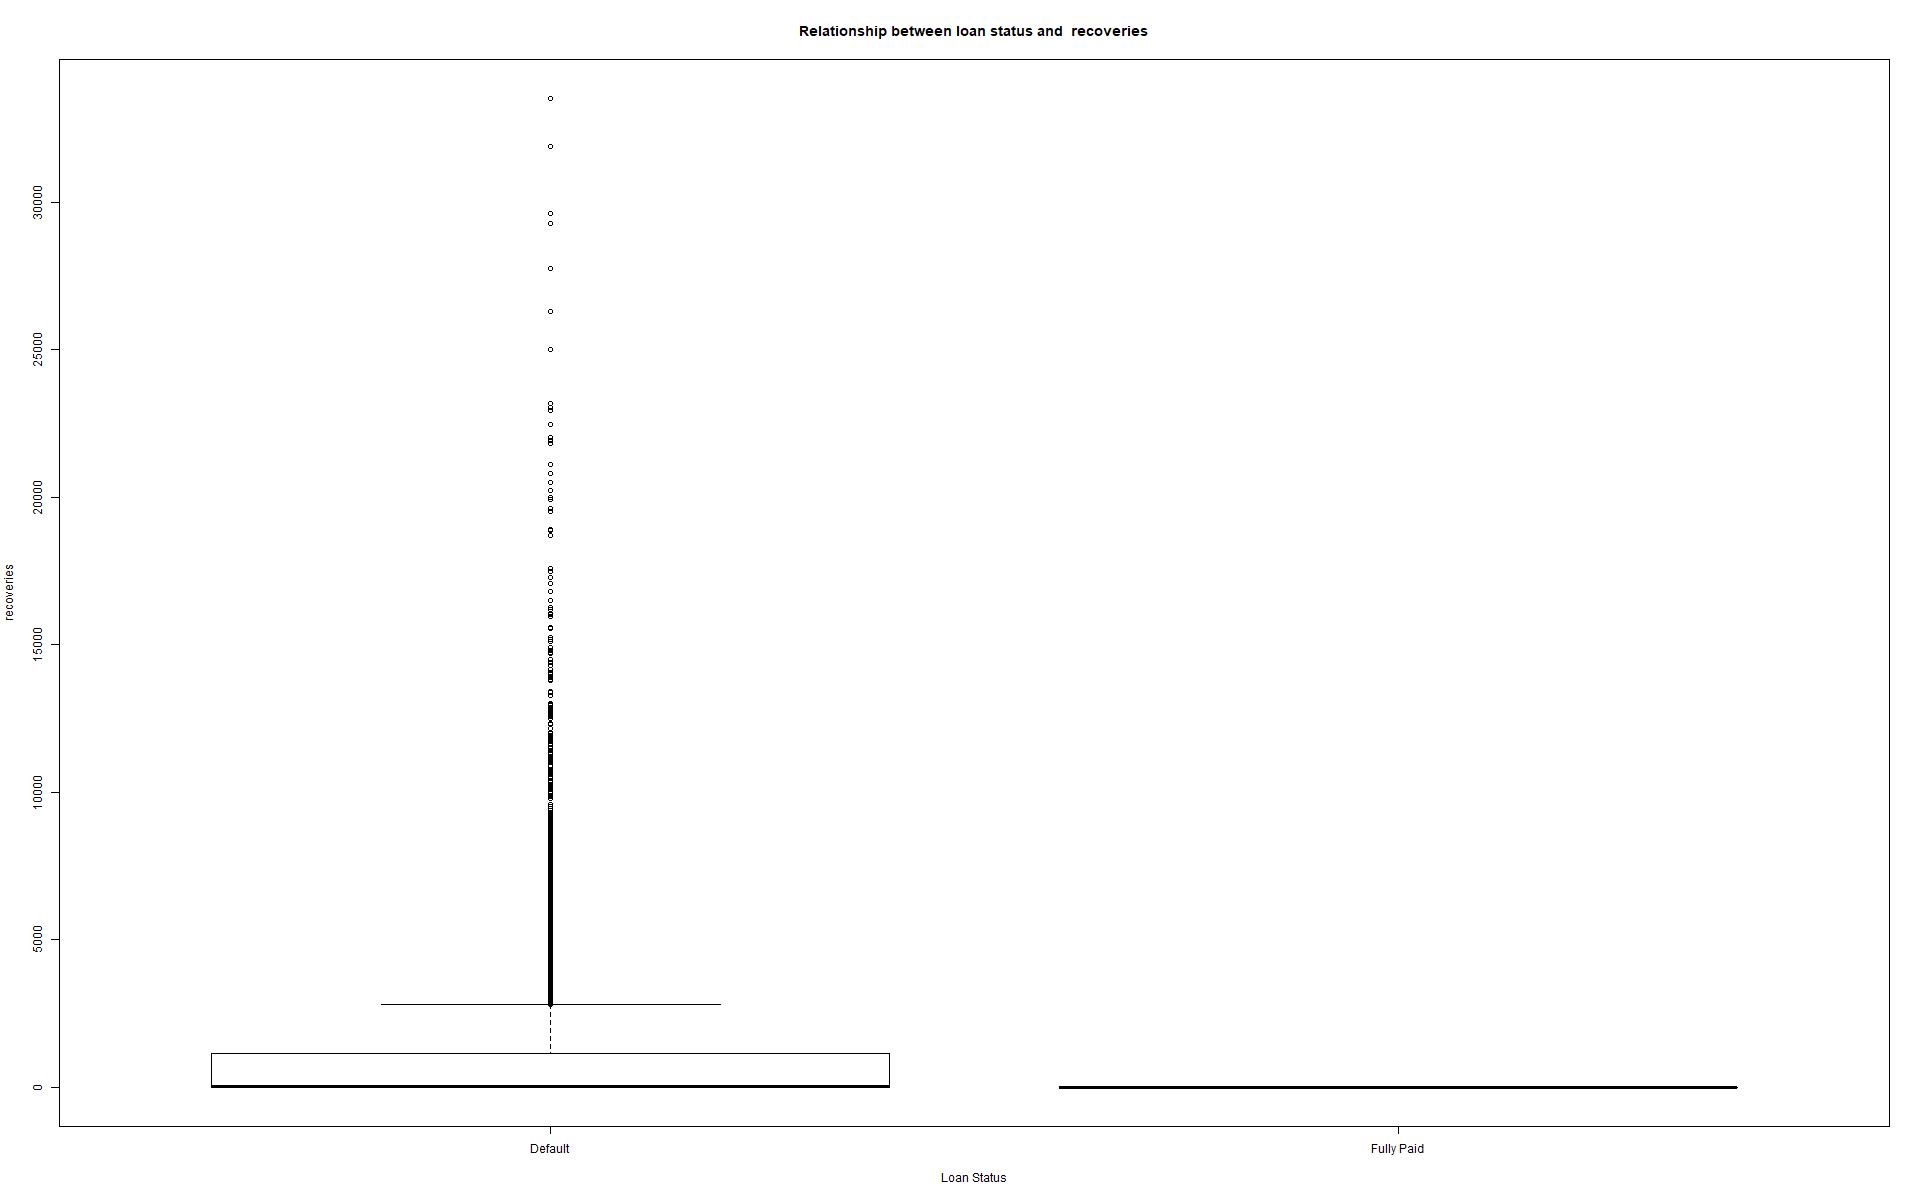 Relationship between loan status and  recoveries
recoveries
30000
25000
20000
15000
10000
5000
0
Default
Fully Paid
Loan Status